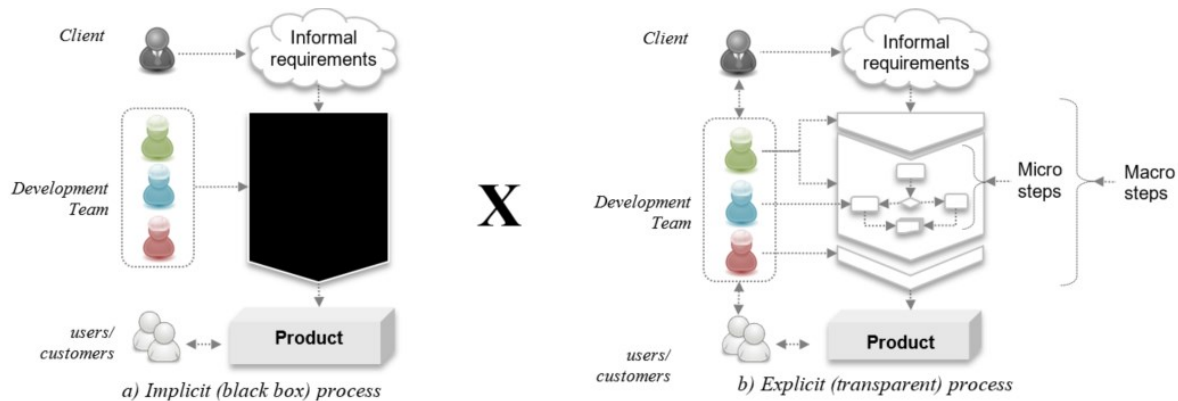 Client
Informal
requirements
Development
Team
users/
customers
Product
a) Implicit (black box) process
X
Client
Informal
requirements
Development
Team
Micro
steps
Macro
steps
users/
customers
Product
b) Explicit (transparent) process